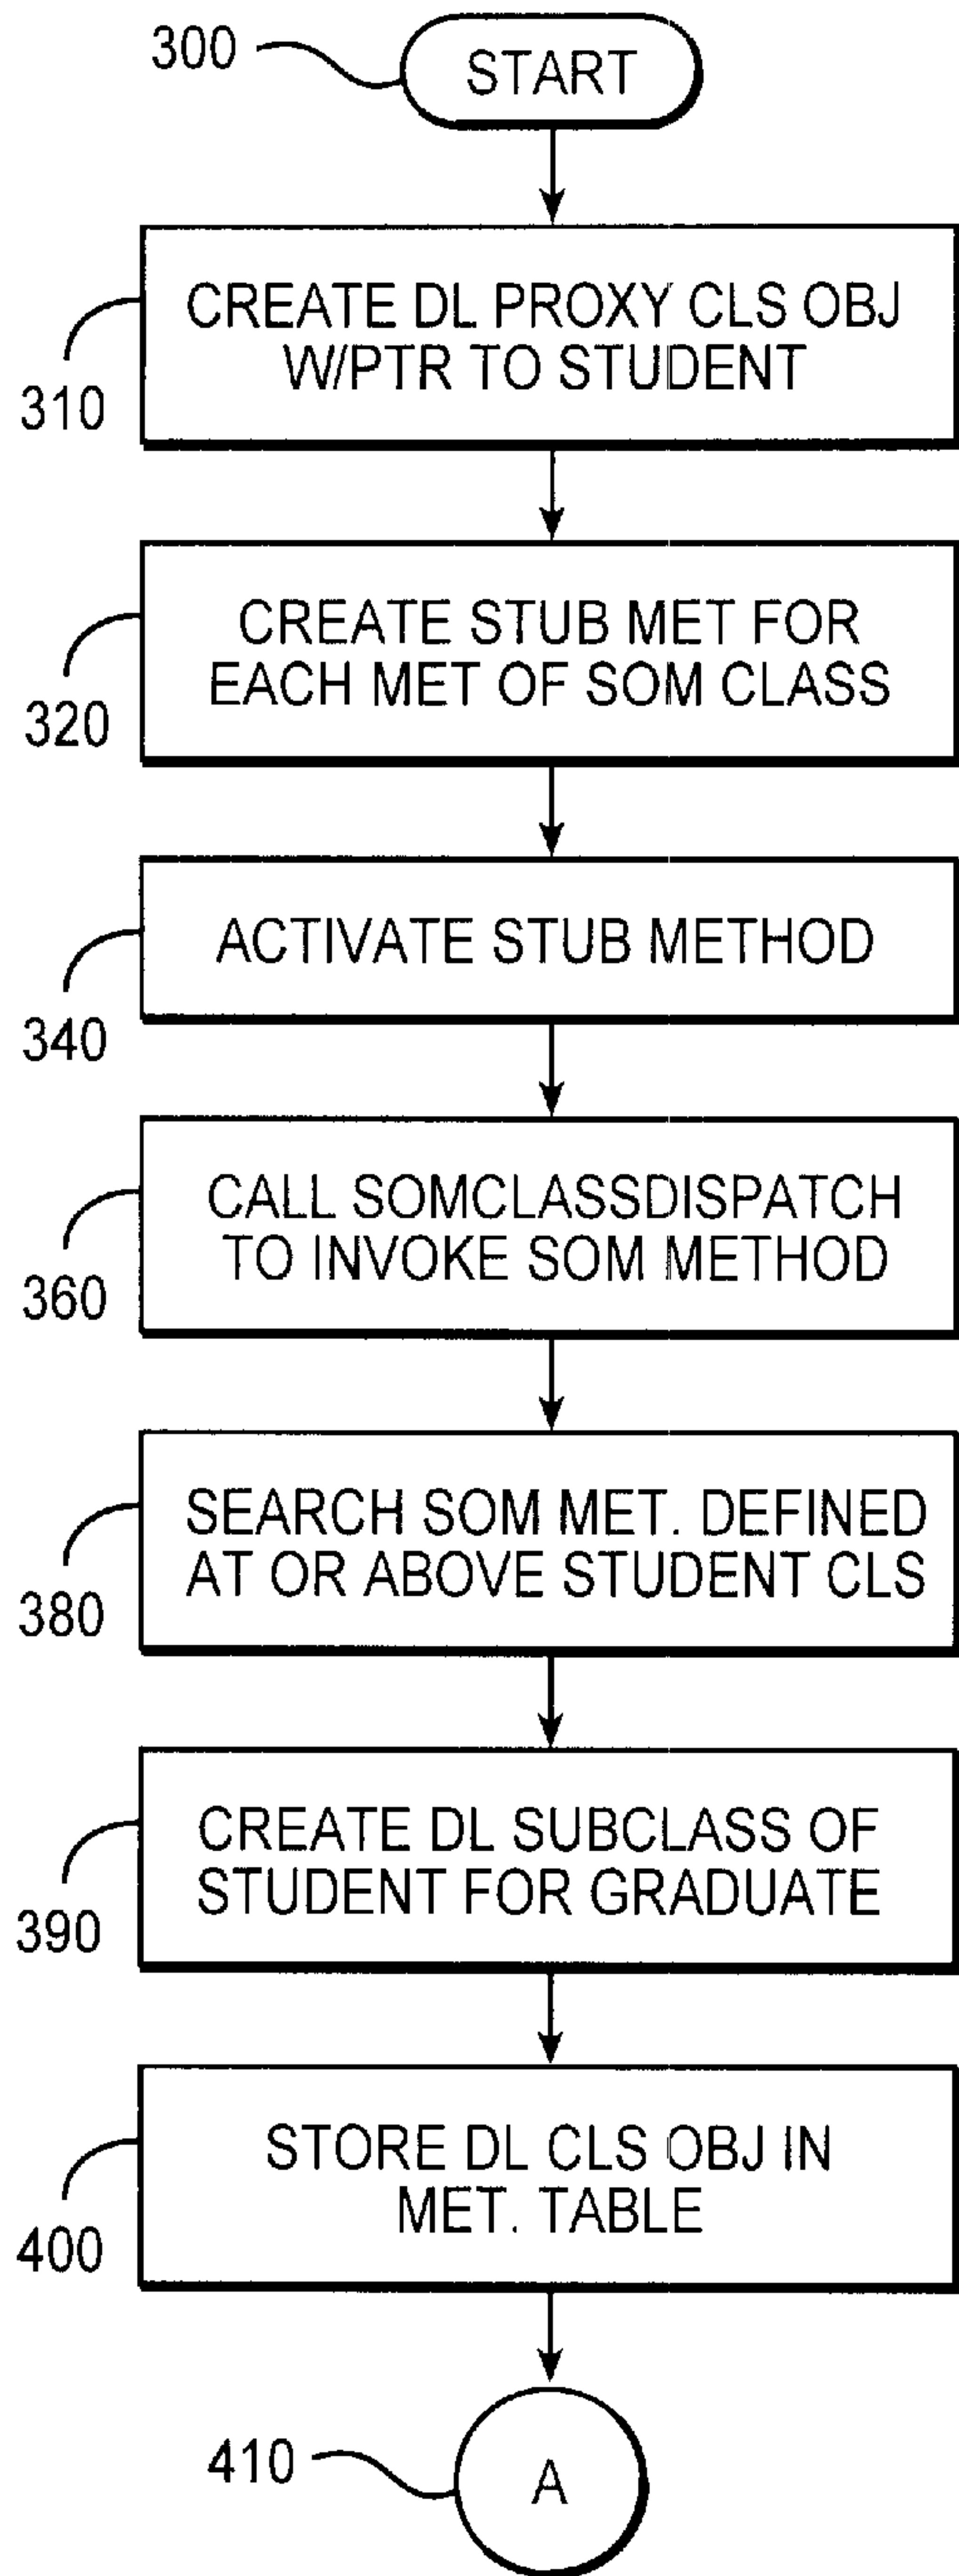 300
START
310
CREATE DL PROXY CLS OBJ
W/PTR TO STUDENT
320
CREATE STUB MET FOR
EACH MET OF SOM CLASS
340
ACTIVATE STUB METHOD
360
CALL SOMCLASSDISPATCH
TO INVOKE SOM METHOD
380
SEARCH SOM MET. DEFINED
AT OR ABOVE STUDENT CLS
390
CREATE DL SUBCLASS OF
STUDENT FOR GRADUATE
400
STORE DL CLS OBJ IN
MET. TABLE
410
A